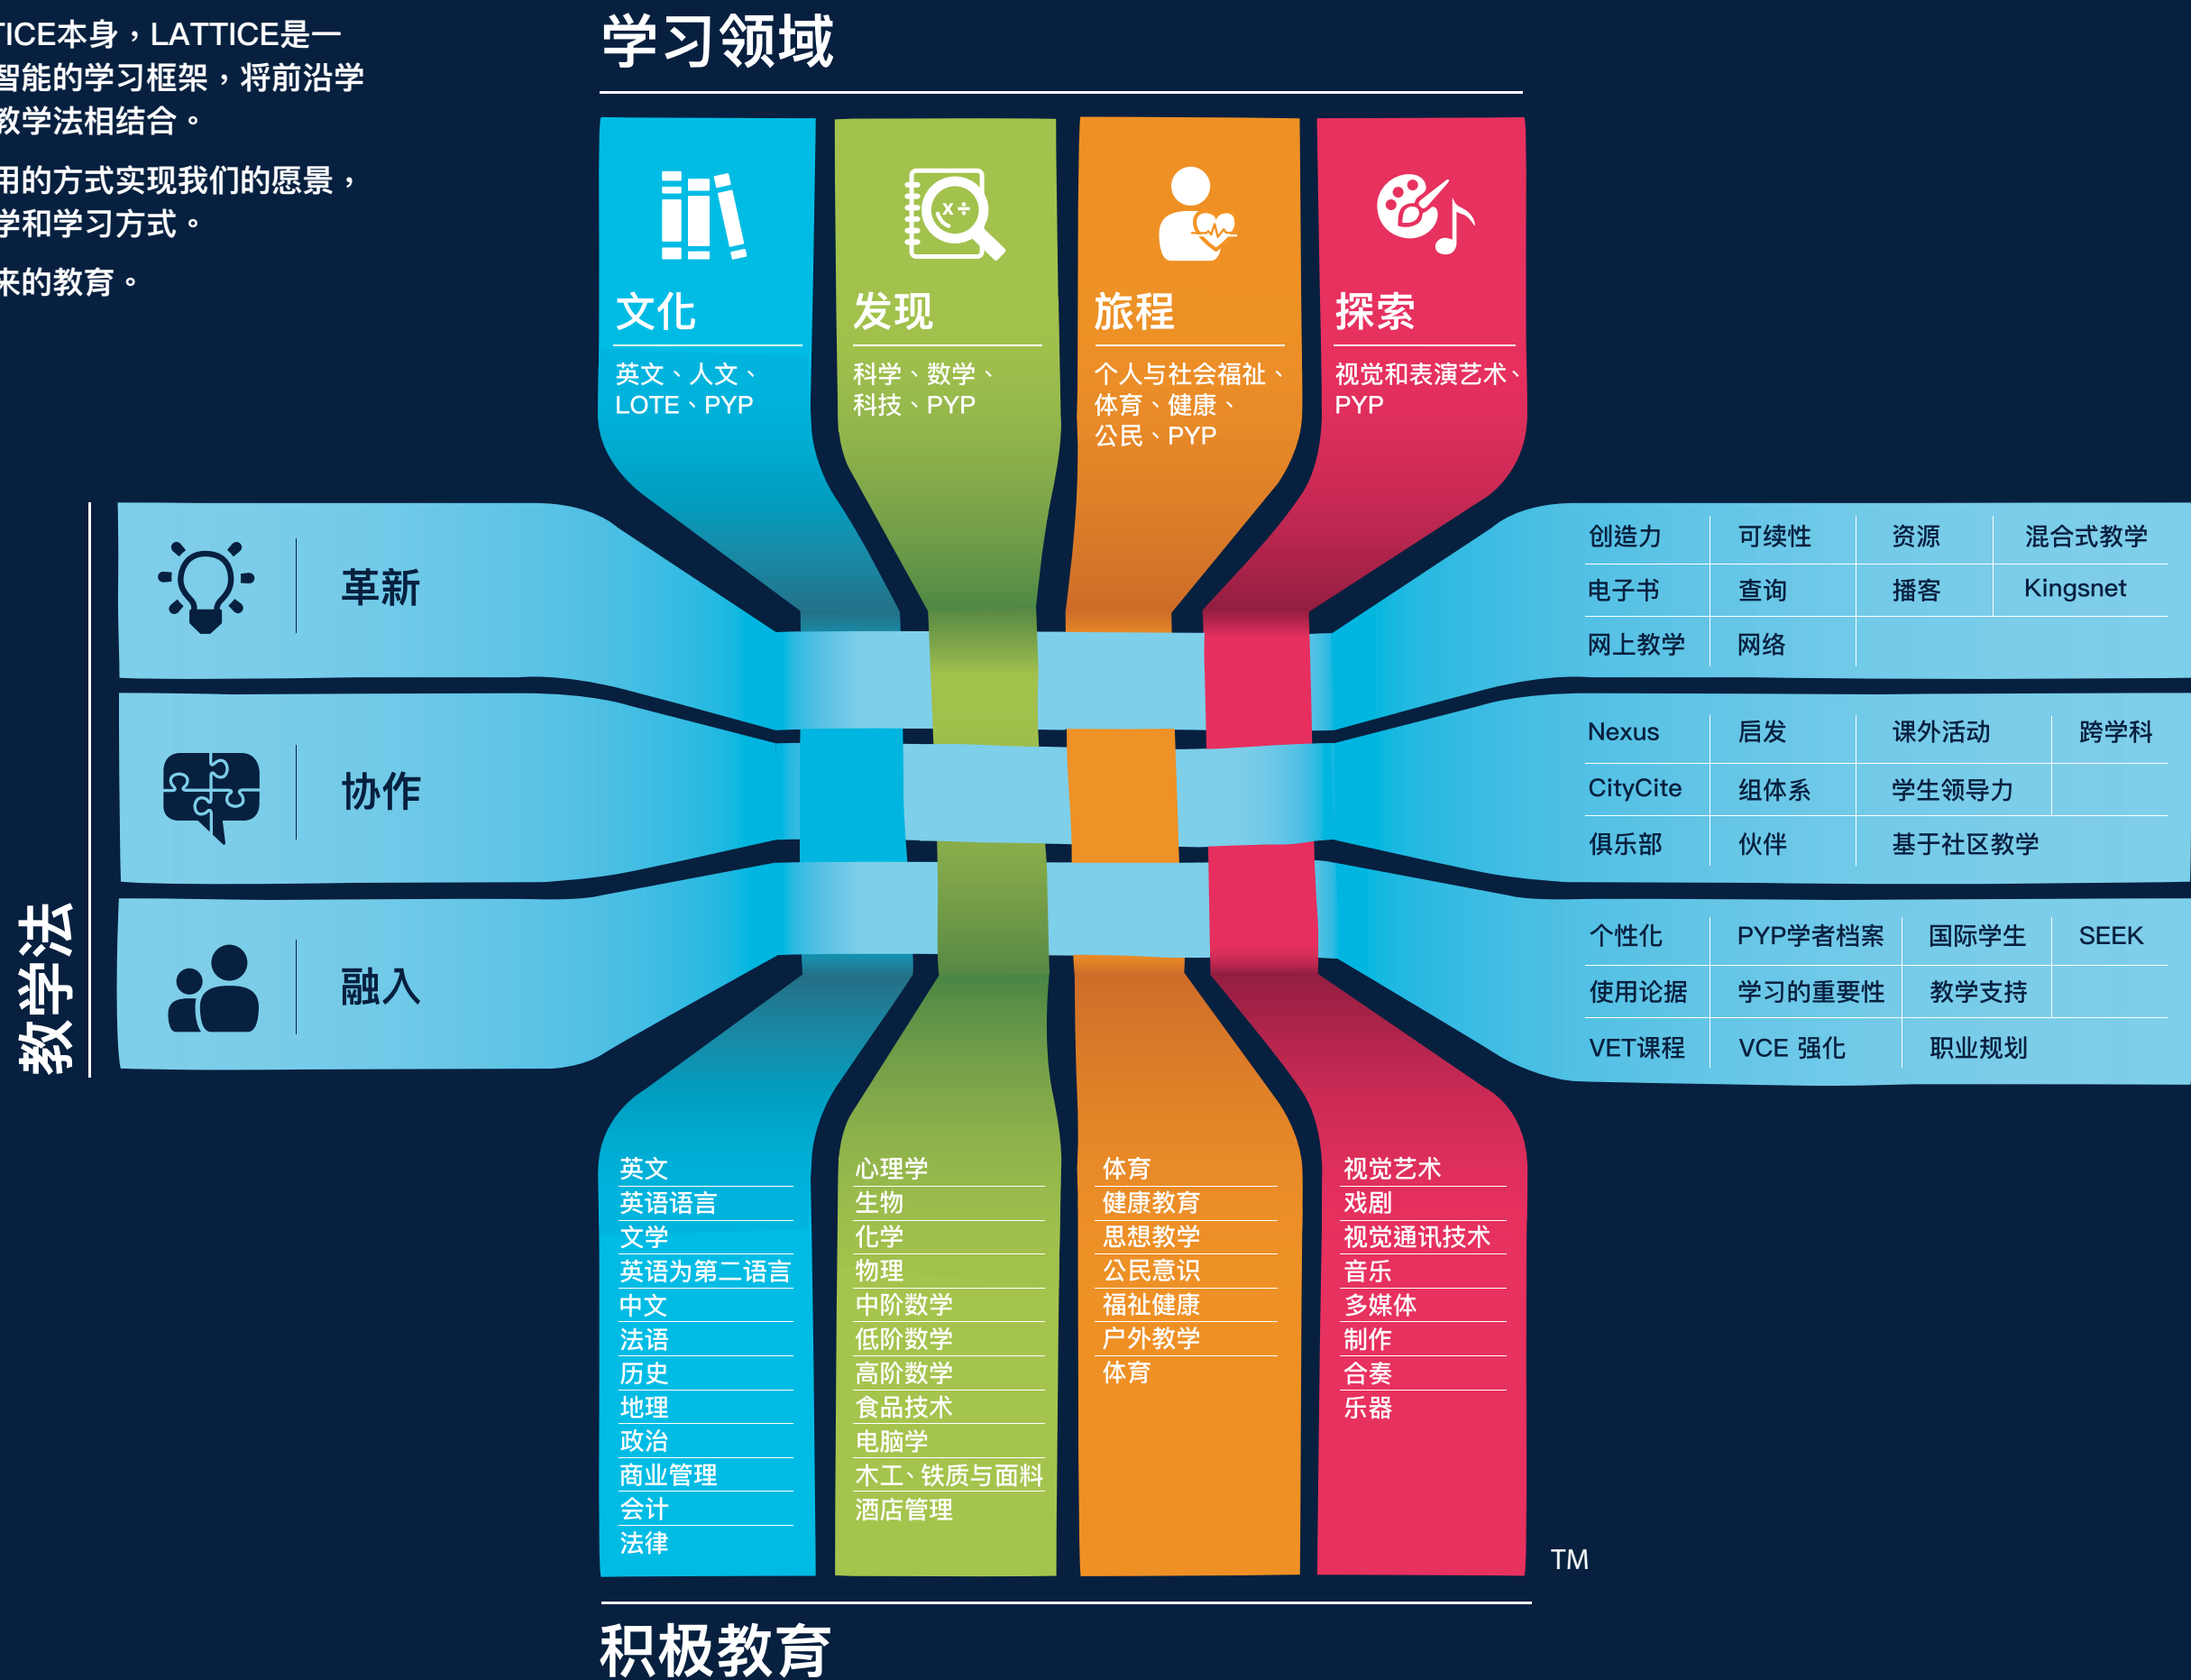 TICE本身，LATTICE是一
智能的学习框架，将前沿学
教学法相结合。
用的方式实现我们的愿景，
学和学习方式。
来的教育。
学习领域
文化
英文、人文、
LOTE、PYP
发现
科学、数学、
科技、PYP
旅程
个人与社会福祉、
体育、健康、
公民、PYP
探索
视觉和表演艺术、
PYP
教学法
革新
协作
融入
创造力 可续性 资源 混合式教学
电子书 查询 播客 Kingsnet
网上教学 网络
Nexus 启发 课外活动 跨学科
CityCite 组体系 学生领导力
俱乐部 伙伴 基于社区教学
个性化 PYP学者档案 国际学生 SEEK
使用论据 学习的重要性 教学支持
VET课程 VCE 强化 职业规划
英文
英语语言
文学
英语为第二语言
中文
法语
历史
地理
政治
商业管理
会计
法律
心理学
生物
化学
物理
中阶数学
低阶数学
高阶数学
食品技术
电脑学
木工、铁质与面料
酒店管理
体育
健康教育
思想教学
公民意识
福祉健康
户外教学
体育
视觉艺术
戏剧
视觉通讯技术
音乐
多媒体
制作
合奏
乐器
TM
积极教育